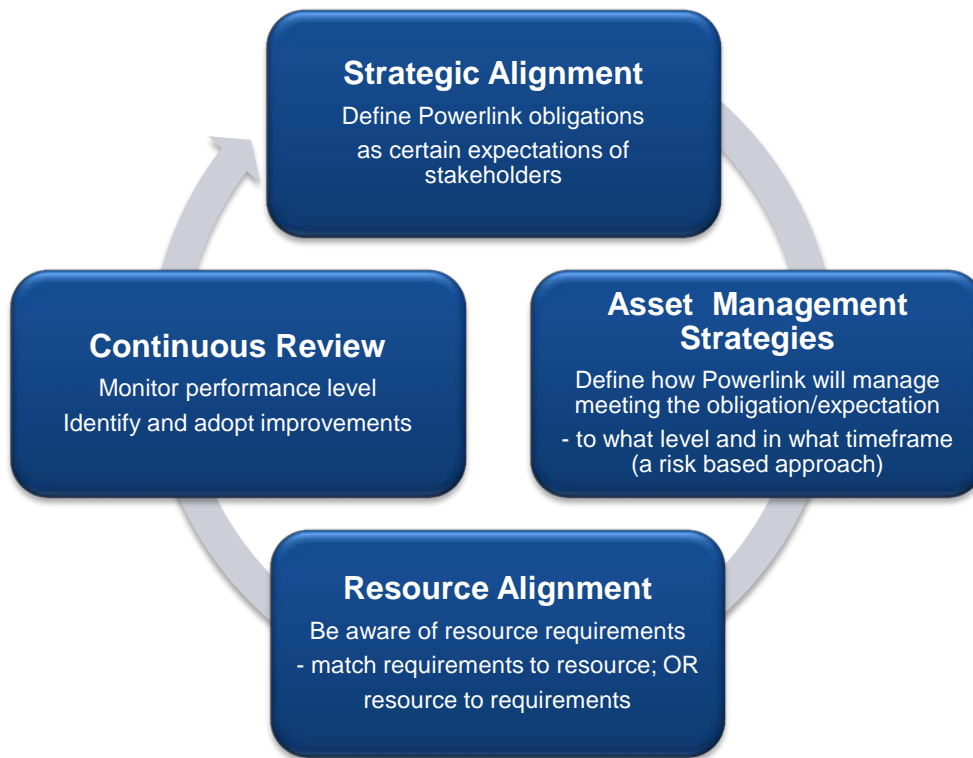 Strategic Alignment
Define Powerlink obligations
as certain expectations of
stakeholders
Asset  Management
Strategies
Define how Powerlink will manage
meeting the obligation/expectation
- to what level and in what timeframe
(a risk based approach)
Resource Alignment
Be aware of resource requirements
- match requirements to resource; OR
resource to requirements
Continuous Review
Monitor performance level
Identify and adopt improvements